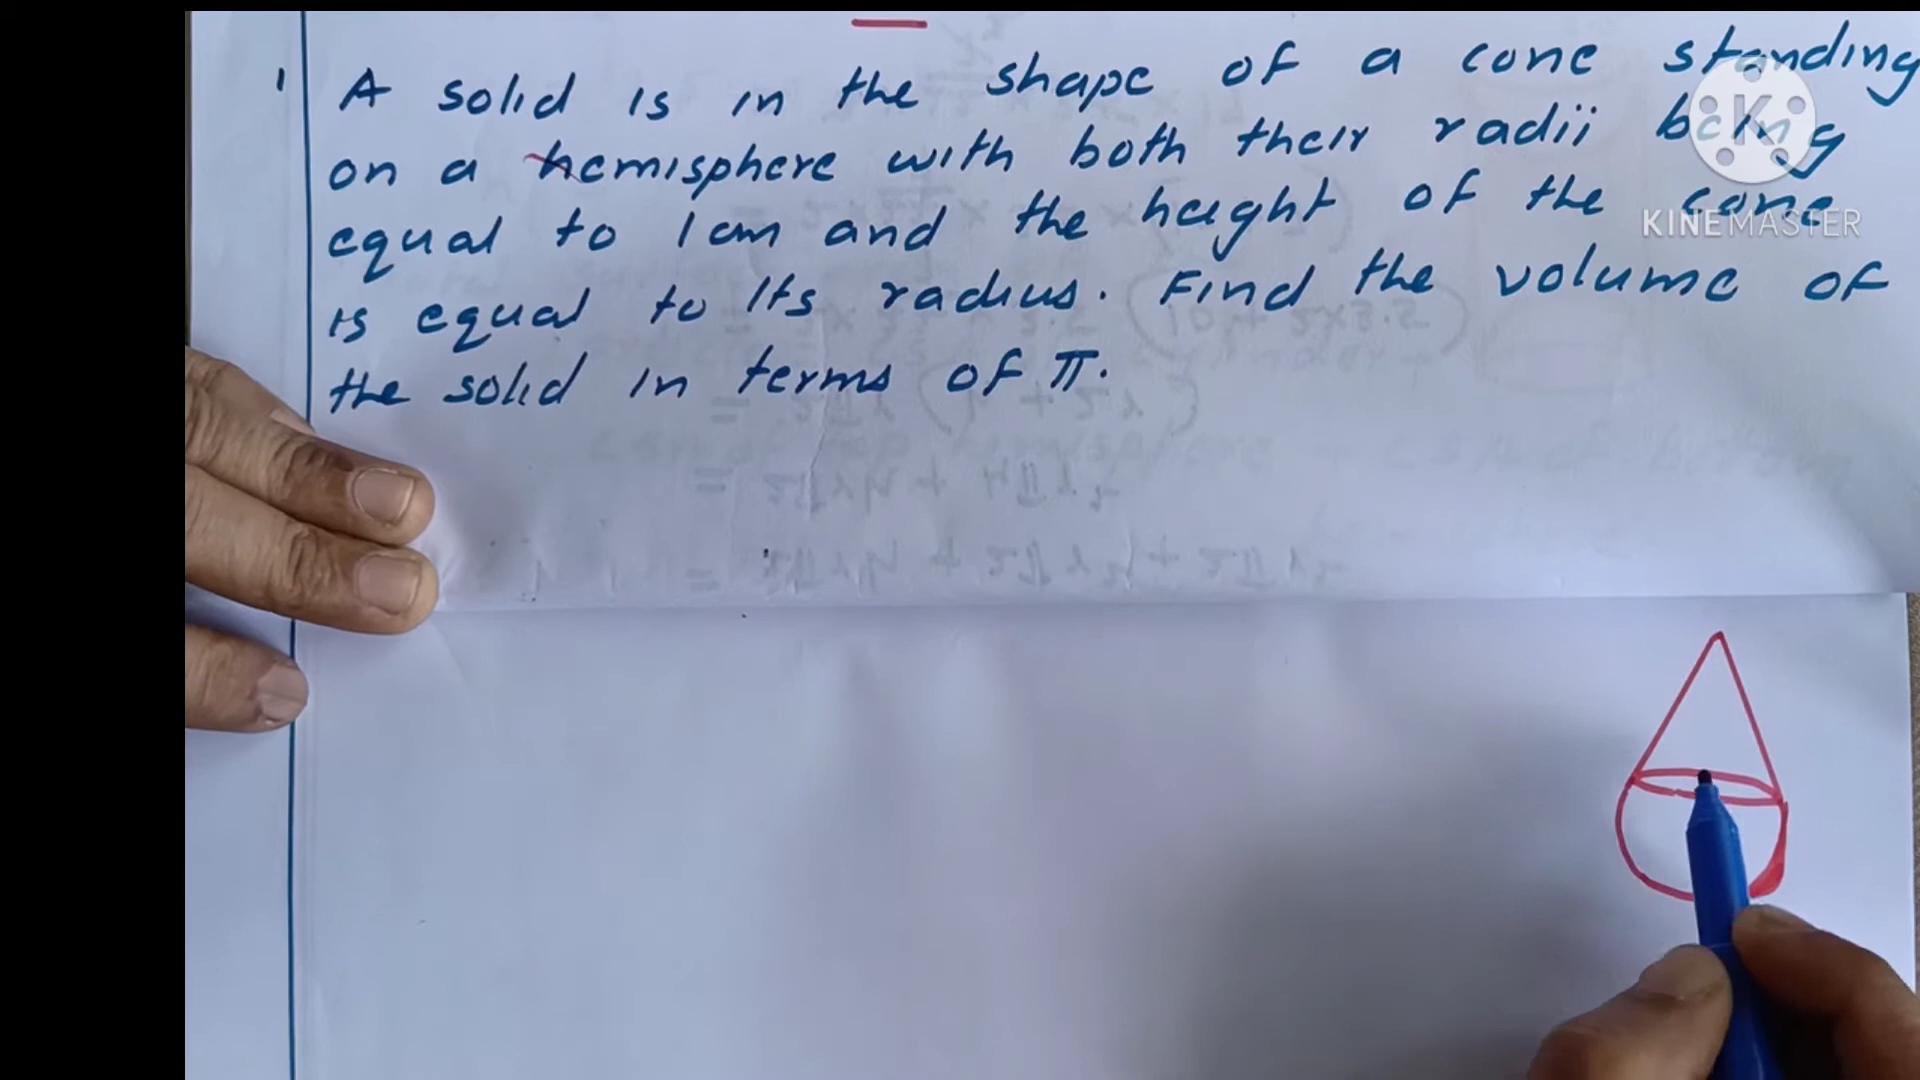 1 A solid is in the shape of a cone standing
on a hemisphere with both their radii being
equal to 1 cm and the height of the cone
is equal to its radius. Find the volume of
the solid in terms of π.
K
KINEMASTER